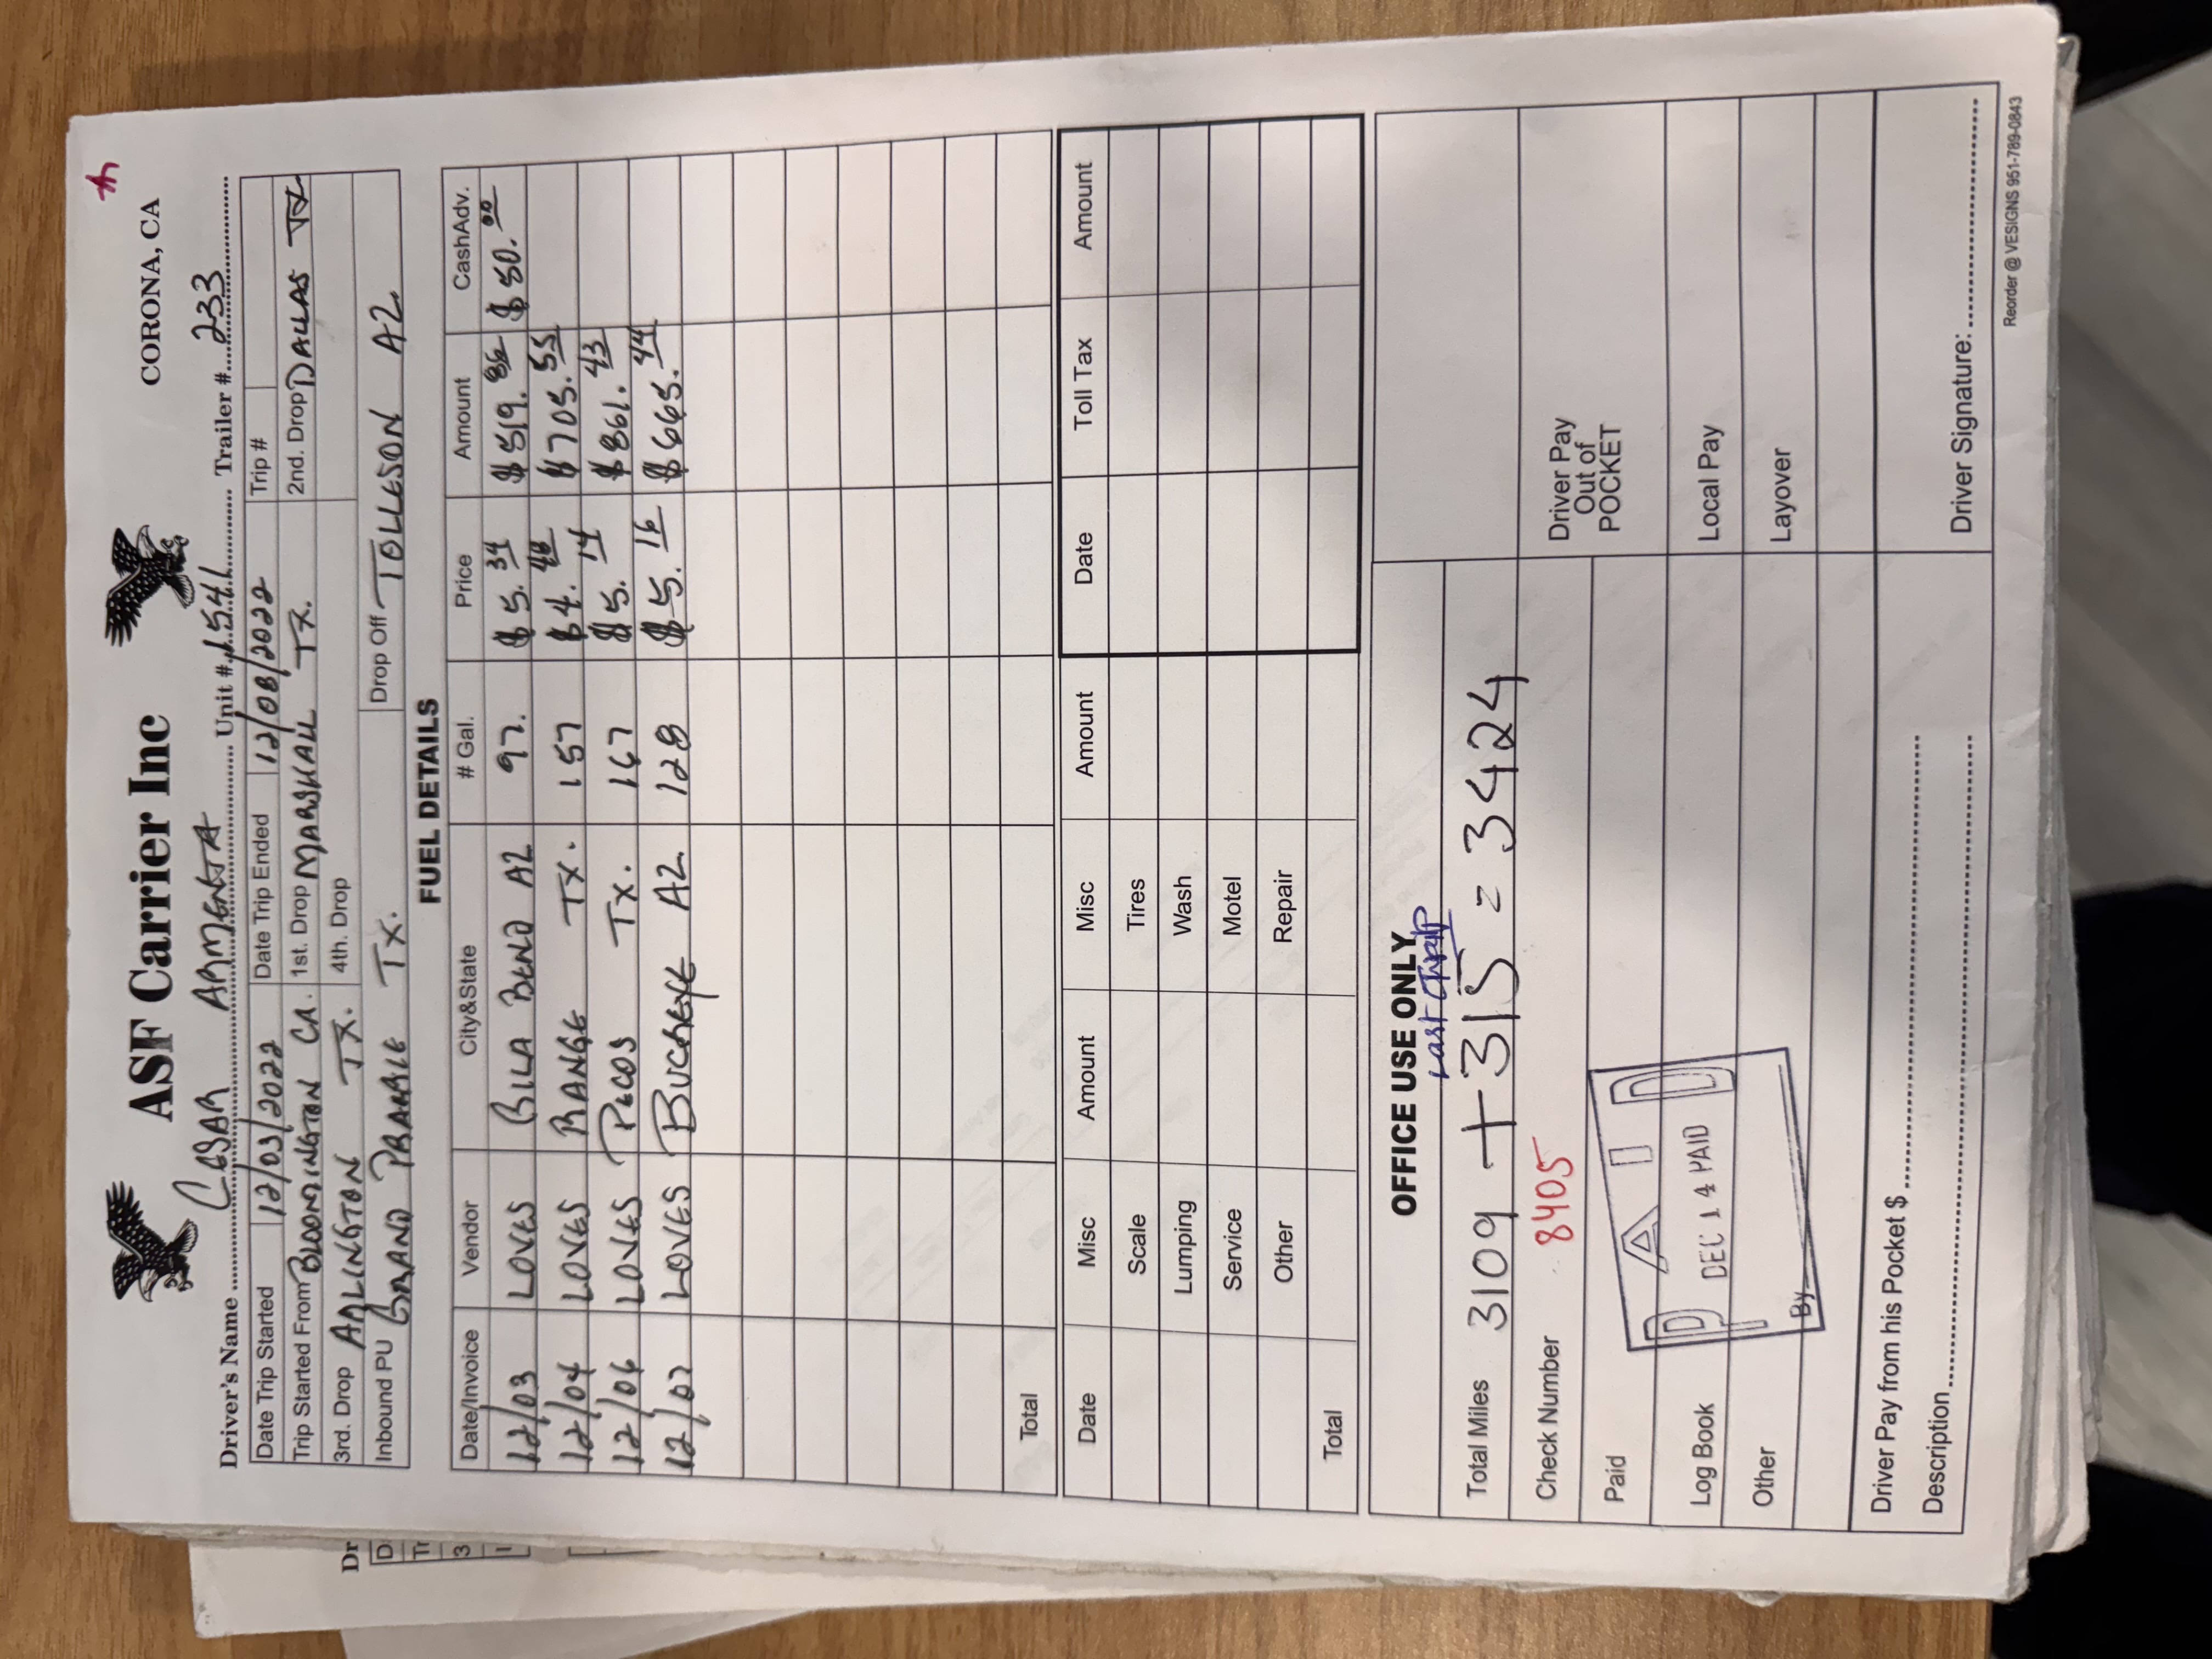 ASF Carrier Inc
CORONA, CA
Driver's Name CESAR ARMENTA Unit # 1541 Trailer # 233
Date Trip Started 12/03/2022 Date Trip Ended 12/08/2022 Trip #
Trip Started From BLOOMINGTON CA. 1st. Drop MARSHALL TX. 2nd. Drop DALLAS TX
3rd. Drop ARLINGTON TX. 4th. Drop
Inbound PU GRAND PRARRIE TX. Drop Off TOLLESON AZ
FUEL DETAILS
Date/Invoice Vendor City&State # Gal. Price Amount CashAdv.
12/03 LOVES GILA BEND AZ 97. $5.34 $519.86 $50.00
12/04 LOVES RANGE TX. 157 $4.48 $705.55
12/06 LOVES PECOS TX. 167 $5.14 $861.43
12/07 LOVES BUCKEYE AZ 128 $5.16 $665.44
Total
Date Misc Amount Misc Amount Date Toll Tax Amount
Scale Tires
Lumping Wash
Service Motel
Other Repair
Total
OFFICE USE ONLY
Last Trip
Total Miles 3109 + 315 = 3424
Check Number 8405
Paid
PAID
DEC 14 PAID
By
Log Book
Other
Driver Pay
Out of
POCKET
Local Pay
Layover
Driver Pay from his Pocket $
Description
Driver Signature:
Reorder @ VESIGNS 951-789-0843
Dr
D
Tr
3
I